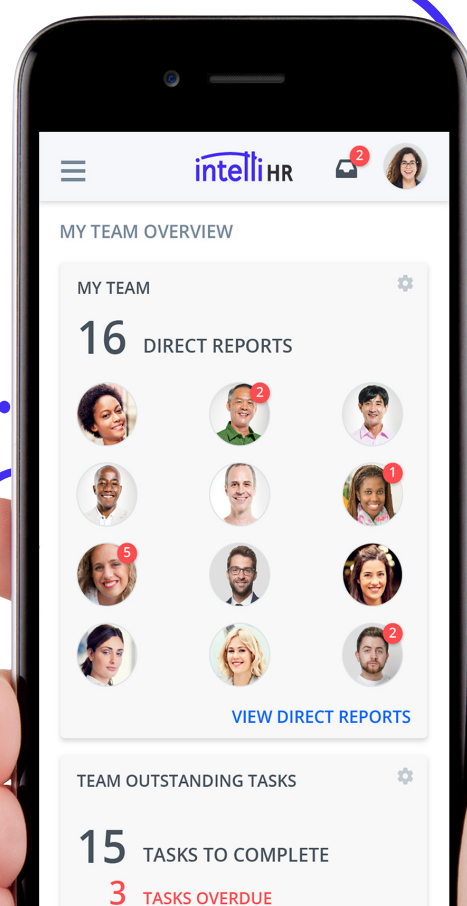 intelliHR
2
MY TEAM OVERVIEW
MY TEAM
16 DIRECT REPORTS
2
1
5
2
VIEW DIRECT REPORTS
TEAM OUTSTANDING TASKS
15 TASKS TO COMPLETE
3 TASKS OVERDUE